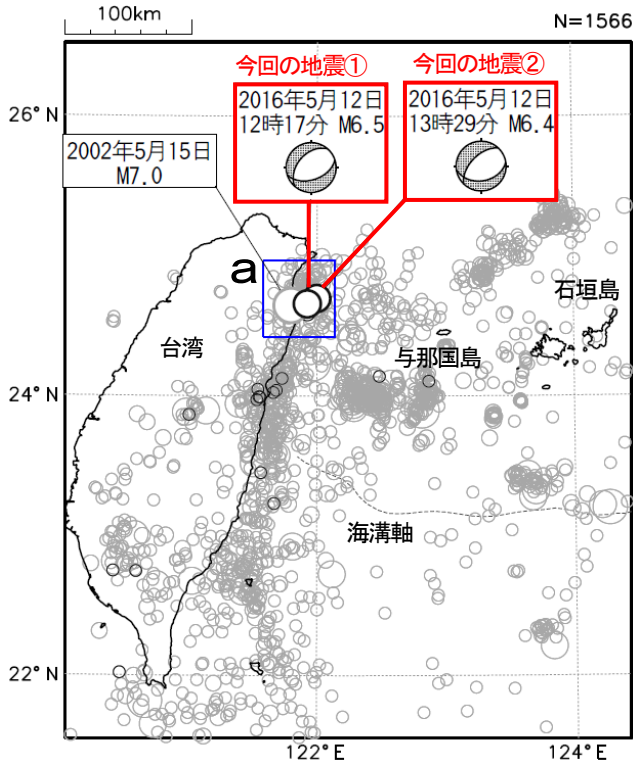 100km
N=1566
今回の地震①
今回の地震②
26°N
2016年5月12日
12時17分 M6.5
2016年5月12日
13時29分 M6.4
2002年5月15日
M7.0
a
石垣島
台湾
与那国島
24°N
海溝軸
22°N
122°E
124°E